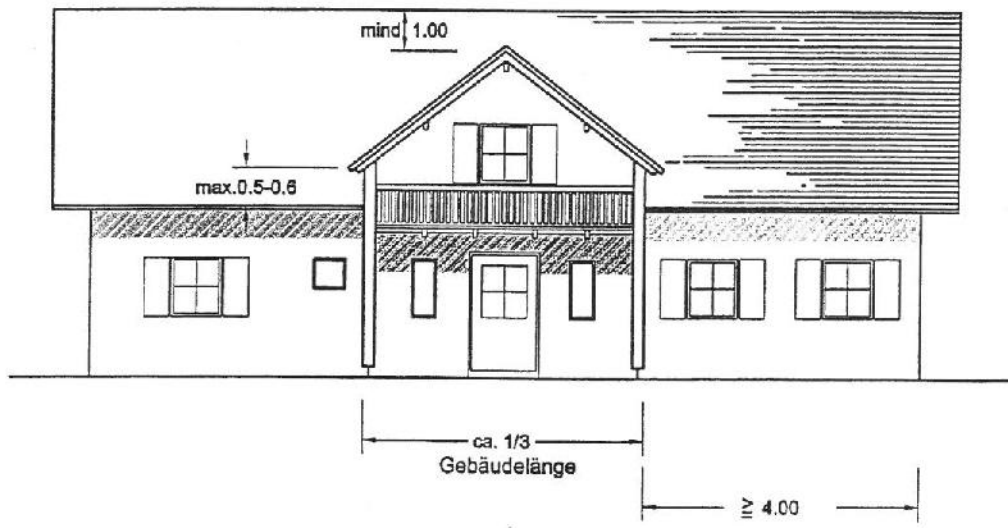 mind 1.00
max.0.5-0.6
ca. 1/3
Gebäudelänge
≧ 4.00